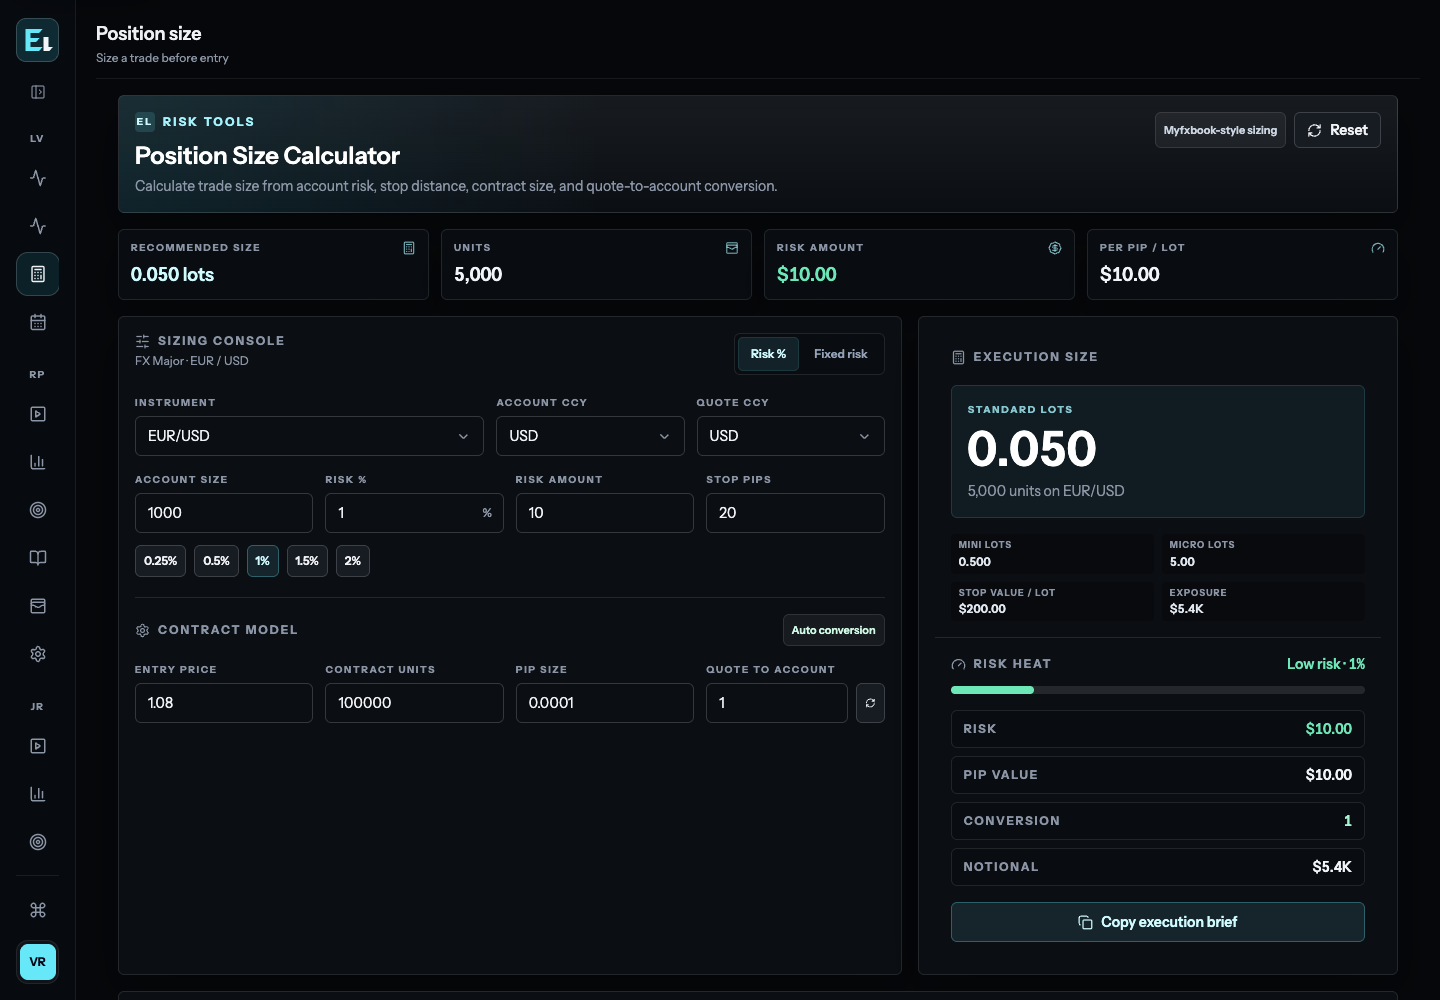 EL
Position size
Size a trade before entry
LV
RP
JR
VR
EL RISK TOOLS
Position Size Calculator
Calculate trade size from account risk, stop distance, contract size, and quote-to-account conversion.
Myfxbook-style sizing
Reset
RECOMMENDED SIZE
0.050 lots
UNITS
5,000
RISK AMOUNT
$10.00
PER PIP / LOT
$10.00
SIZING CONSOLE
FX Major · EUR / USD
Risk %
Fixed risk
INSTRUMENT
EUR/USD
ACCOUNT CCY
USD
QUOTE CCY
USD
ACCOUNT SIZE
1000
RISK %
1 %
RISK AMOUNT
10
STOP PIPS
20
0.25%
0.5%
1%
1.5%
2%
CONTRACT MODEL
Auto conversion
ENTRY PRICE
1.08
CONTRACT UNITS
100000
PIP SIZE
0.0001
QUOTE TO ACCOUNT
1
EXECUTION SIZE
STANDARD LOTS
0.050
5,000 units on EUR/USD
MINI LOTS
0.500
MICRO LOTS
5.00
STOP VALUE / LOT
$200.00
EXPOSURE
$5.4K
RISK HEAT
Low risk · 1%
RISK
$10.00
PIP VALUE
$10.00
CONVERSION
1
NOTIONAL
$5.4K
Copy execution brief